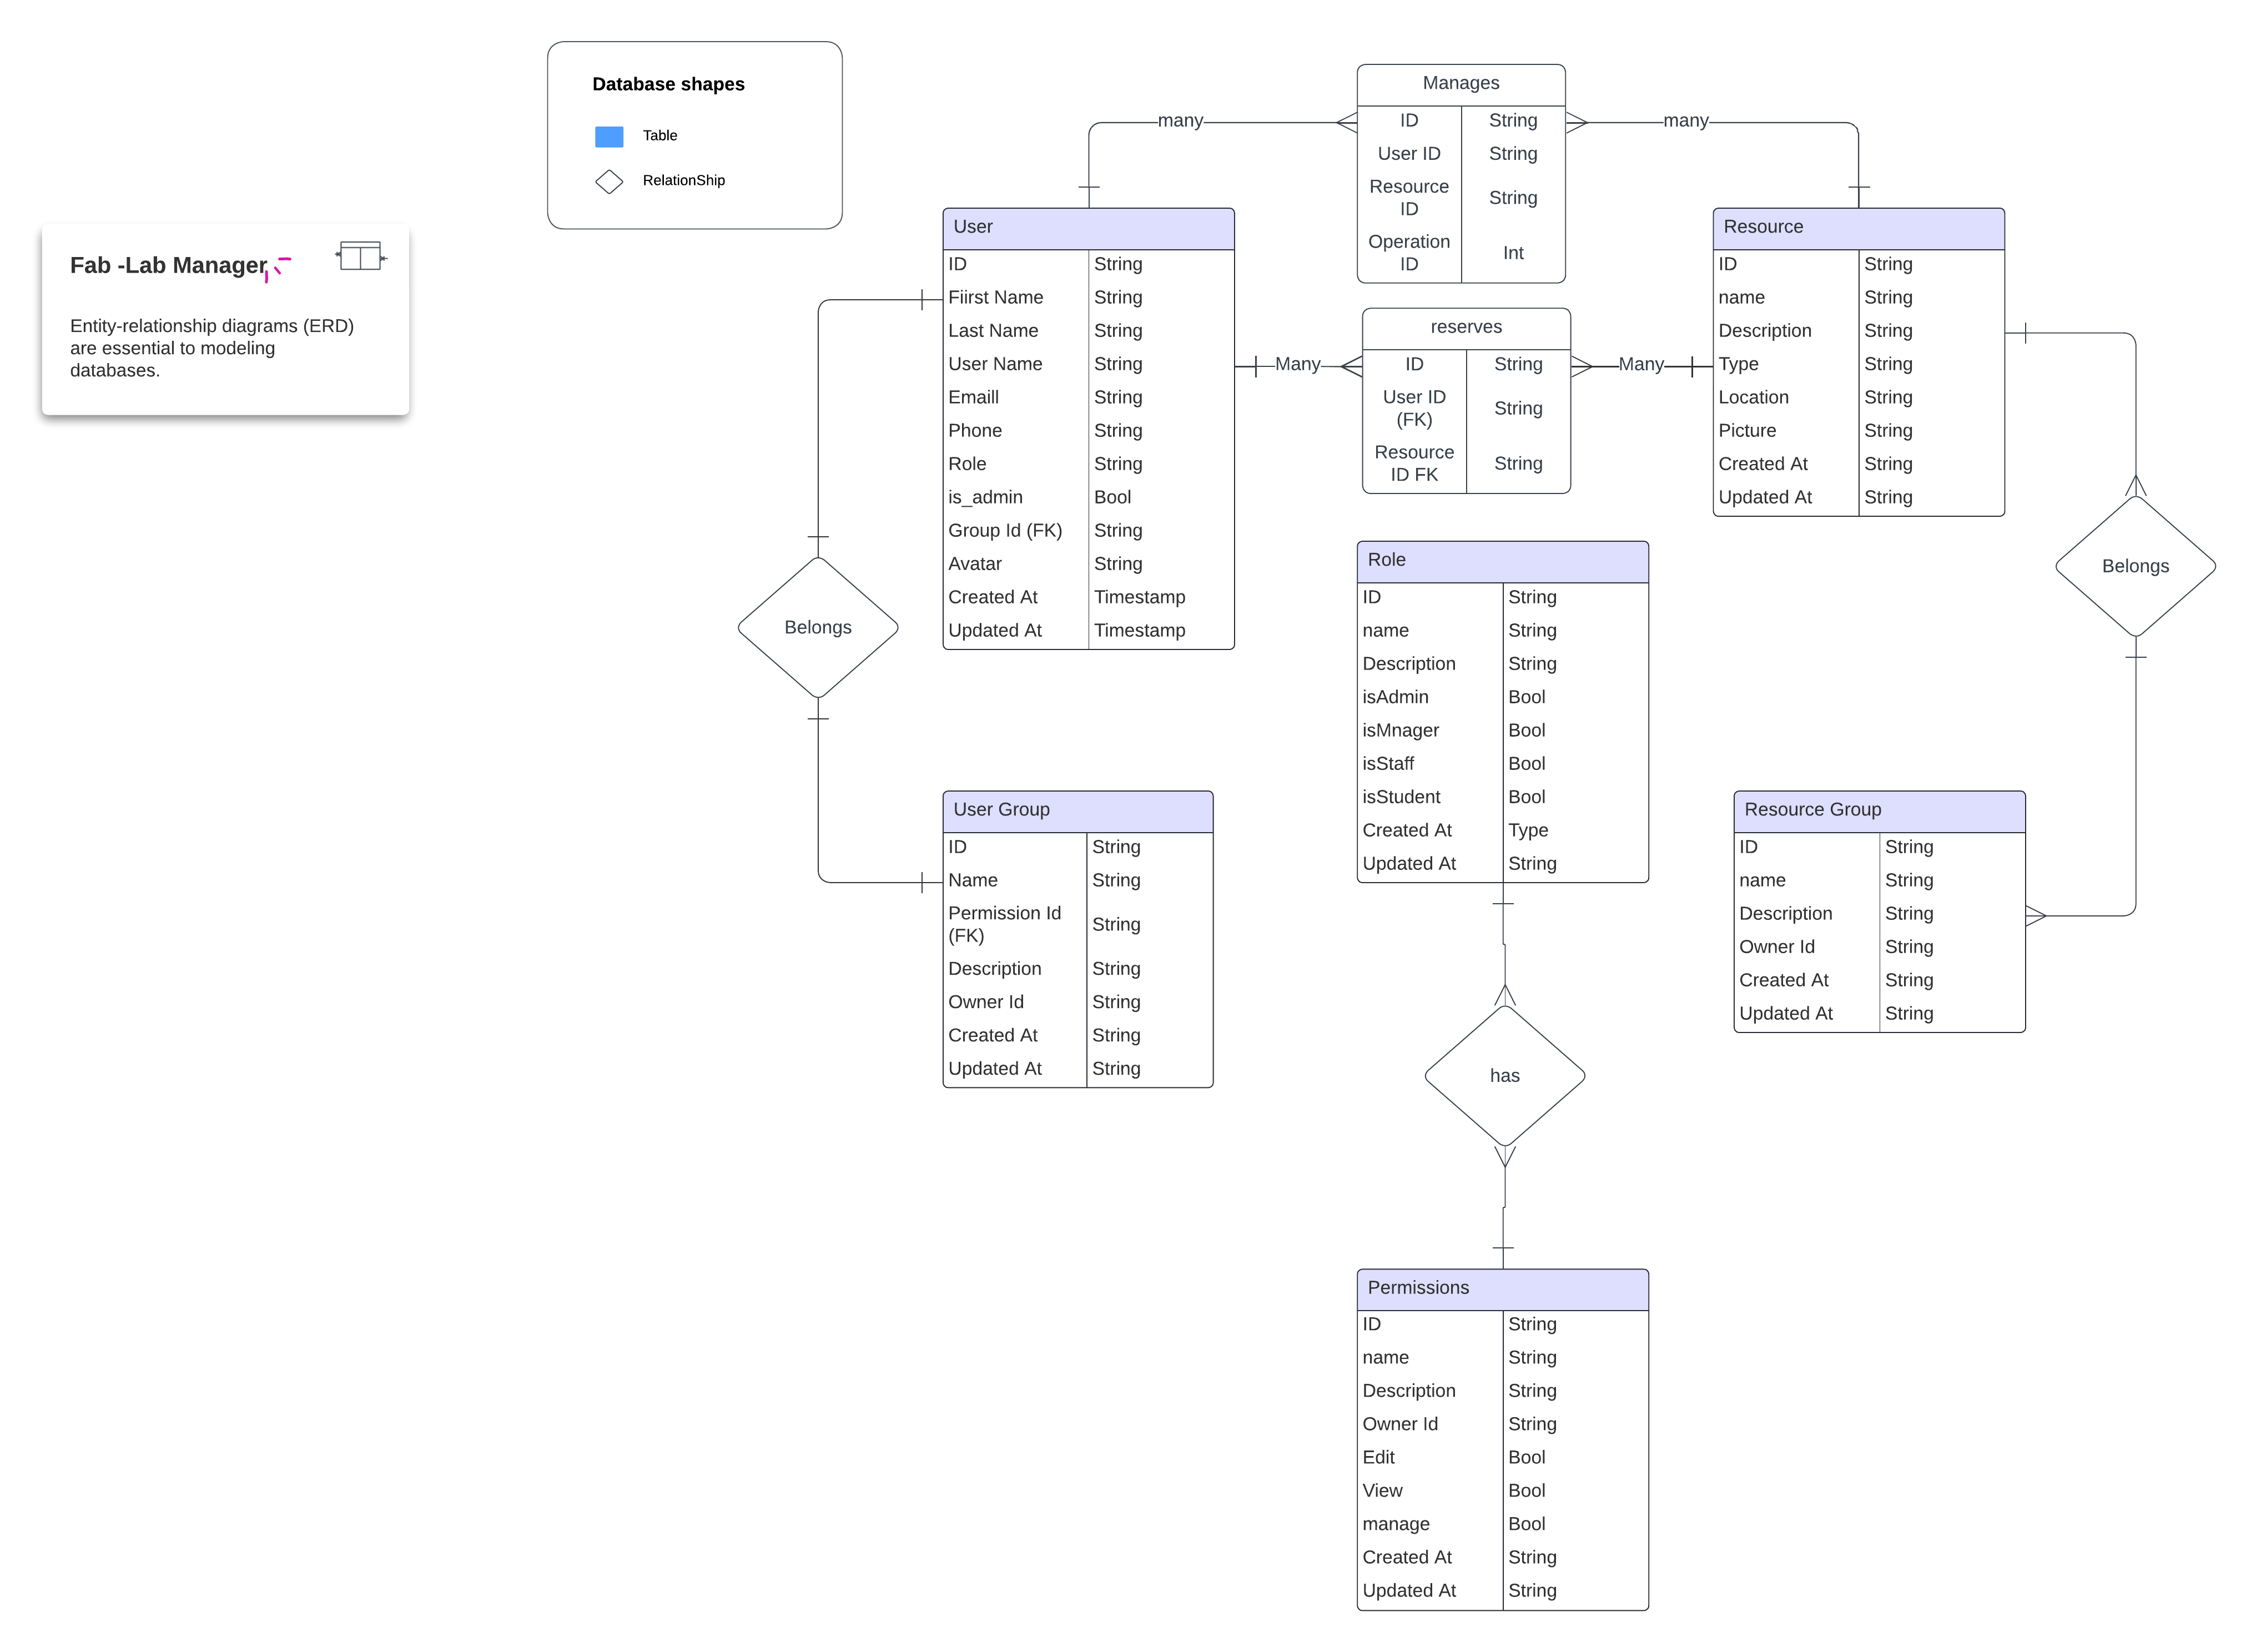 Database shapes
Table
RelationShip
Fab -Lab Manager
Entity-relationship diagrams (ERD)
are essential to modeling
databases.
many
Manages
ID String
User ID String
Resource
ID
String
Operation
ID
Int
many
User
ID String
Fiirst Name String
Last Name String
User Name String
Emaill String
Phone String
Role String
is_admin Bool
Group Id (FK) String
Avatar String
Created At Timestamp
Updated At Timestamp
Many
reserves
ID String
User ID
(FK)
String
Resource
ID FK
String
Many
Resource
ID String
name String
Description String
Type String
Location String
Picture String
Created At String
Updated At String
Belongs
Belongs
Role
ID String
name String
Description String
isAdmin Bool
isMnager Bool
isStaff Bool
isStudent Bool
Created At Type
Updated At String
User Group
ID String
Name String
Permission Id
(FK)
String
Description String
Owner Id String
Created At String
Updated At String
Resource Group
ID String
name String
Description String
Owner Id String
Created At String
Updated At String
has
Permissions
ID String
name String
Description String
Owner Id String
Edit Bool
View Bool
manage Bool
Created At String
Updated At String